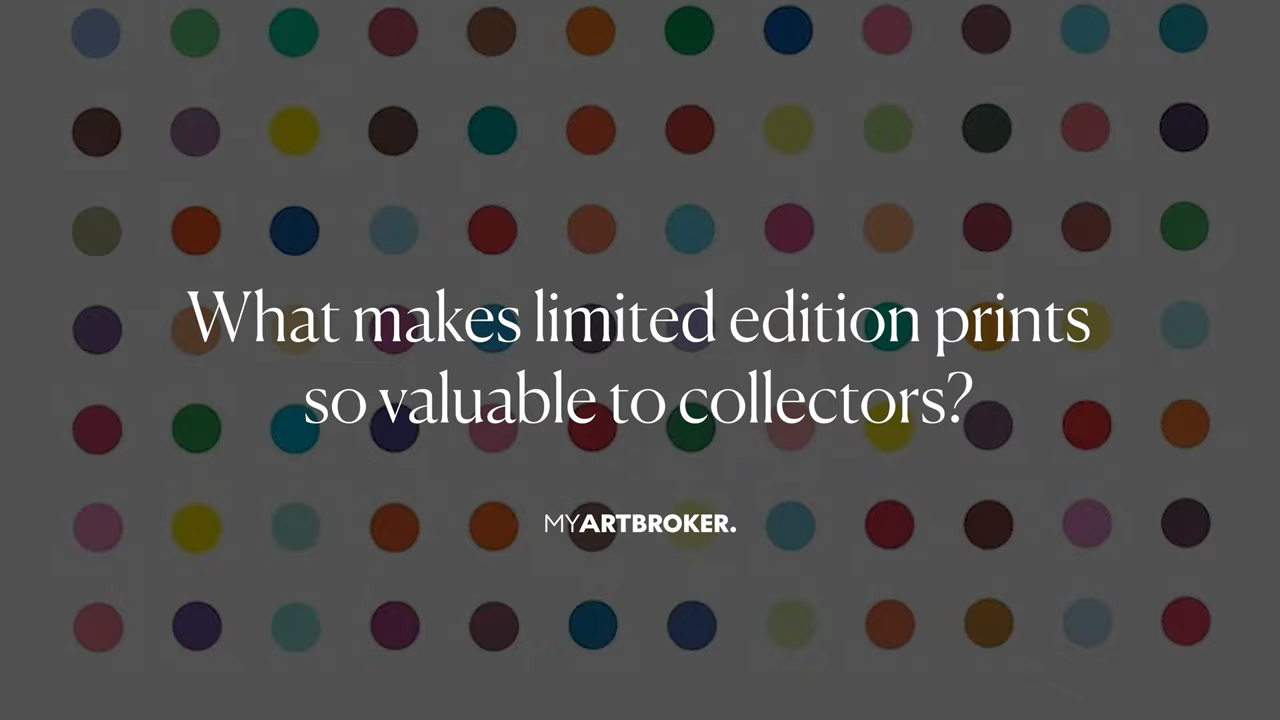 What makes limited edition prints
so valuable to collectors?
MYARTBROKER.